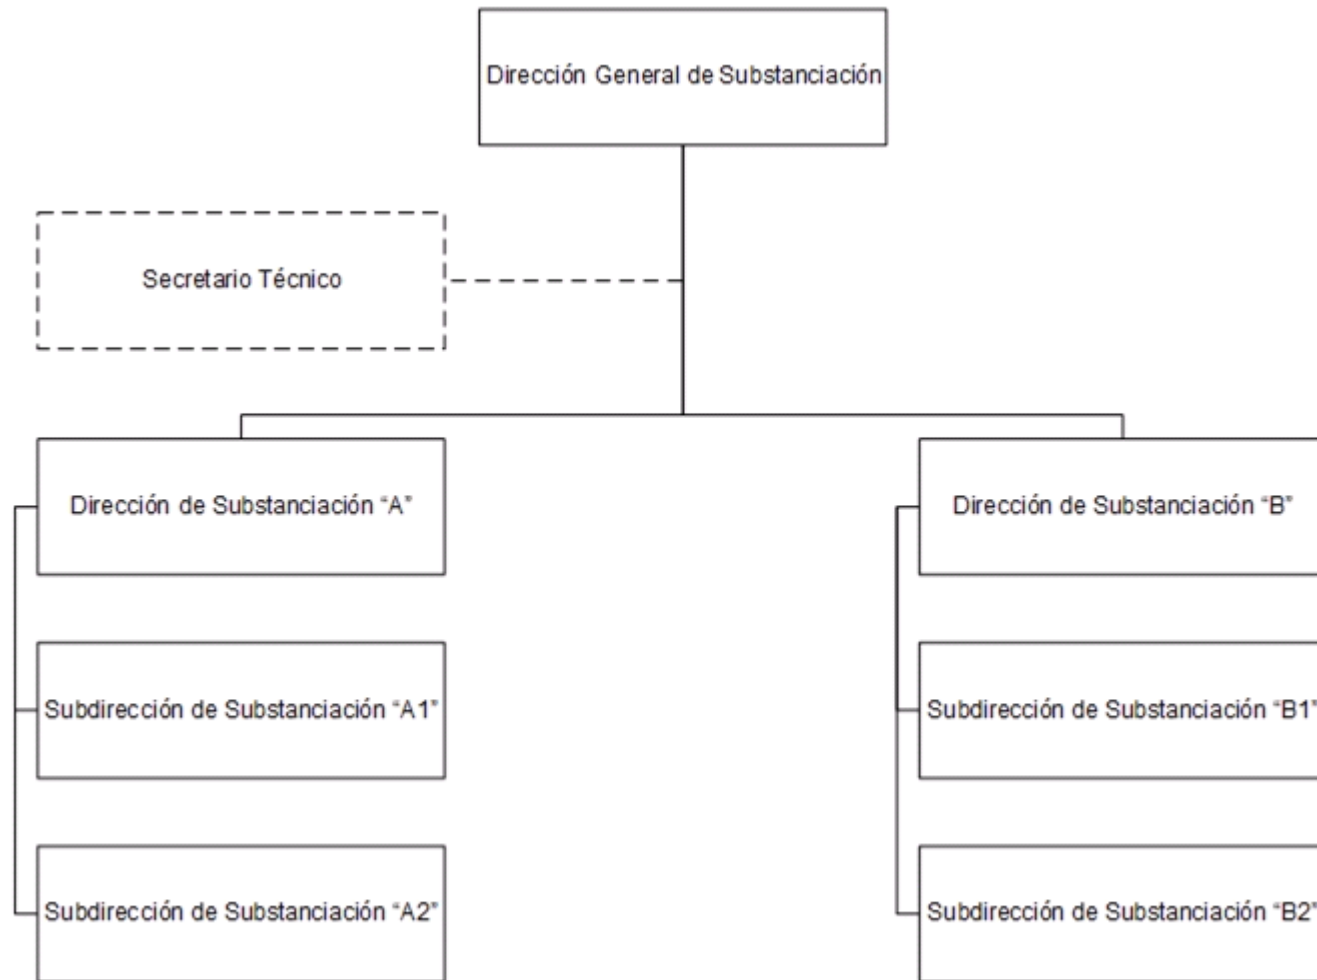 Dirección General de Substanciación
Secretario Técnico
Dirección de Substanciación “A”
Dirección de Substanciación “B”
Subdirección de Substanciación “A1”
Subdirección de Substanciación “B1”
Subdirección de Substanciación “A2”
Subdirección de Substanciación “B2”